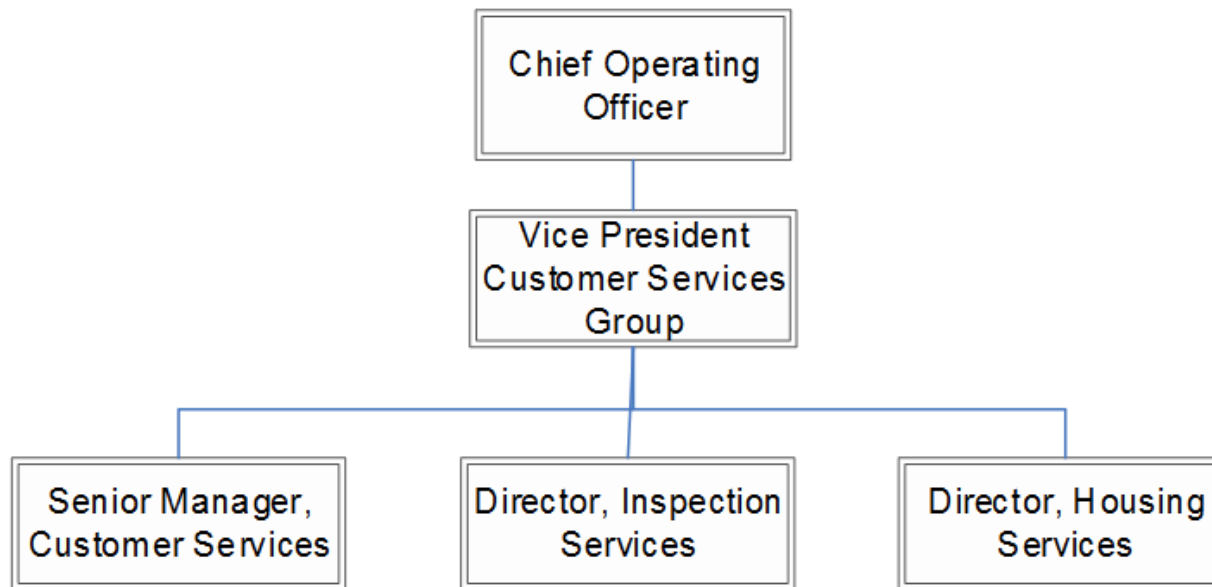 Chief Operating
Officer
Vice President
Customer Services
Group
Senior Manager,
Customer Services
Director, Inspection
Services
Director, Housing
Services